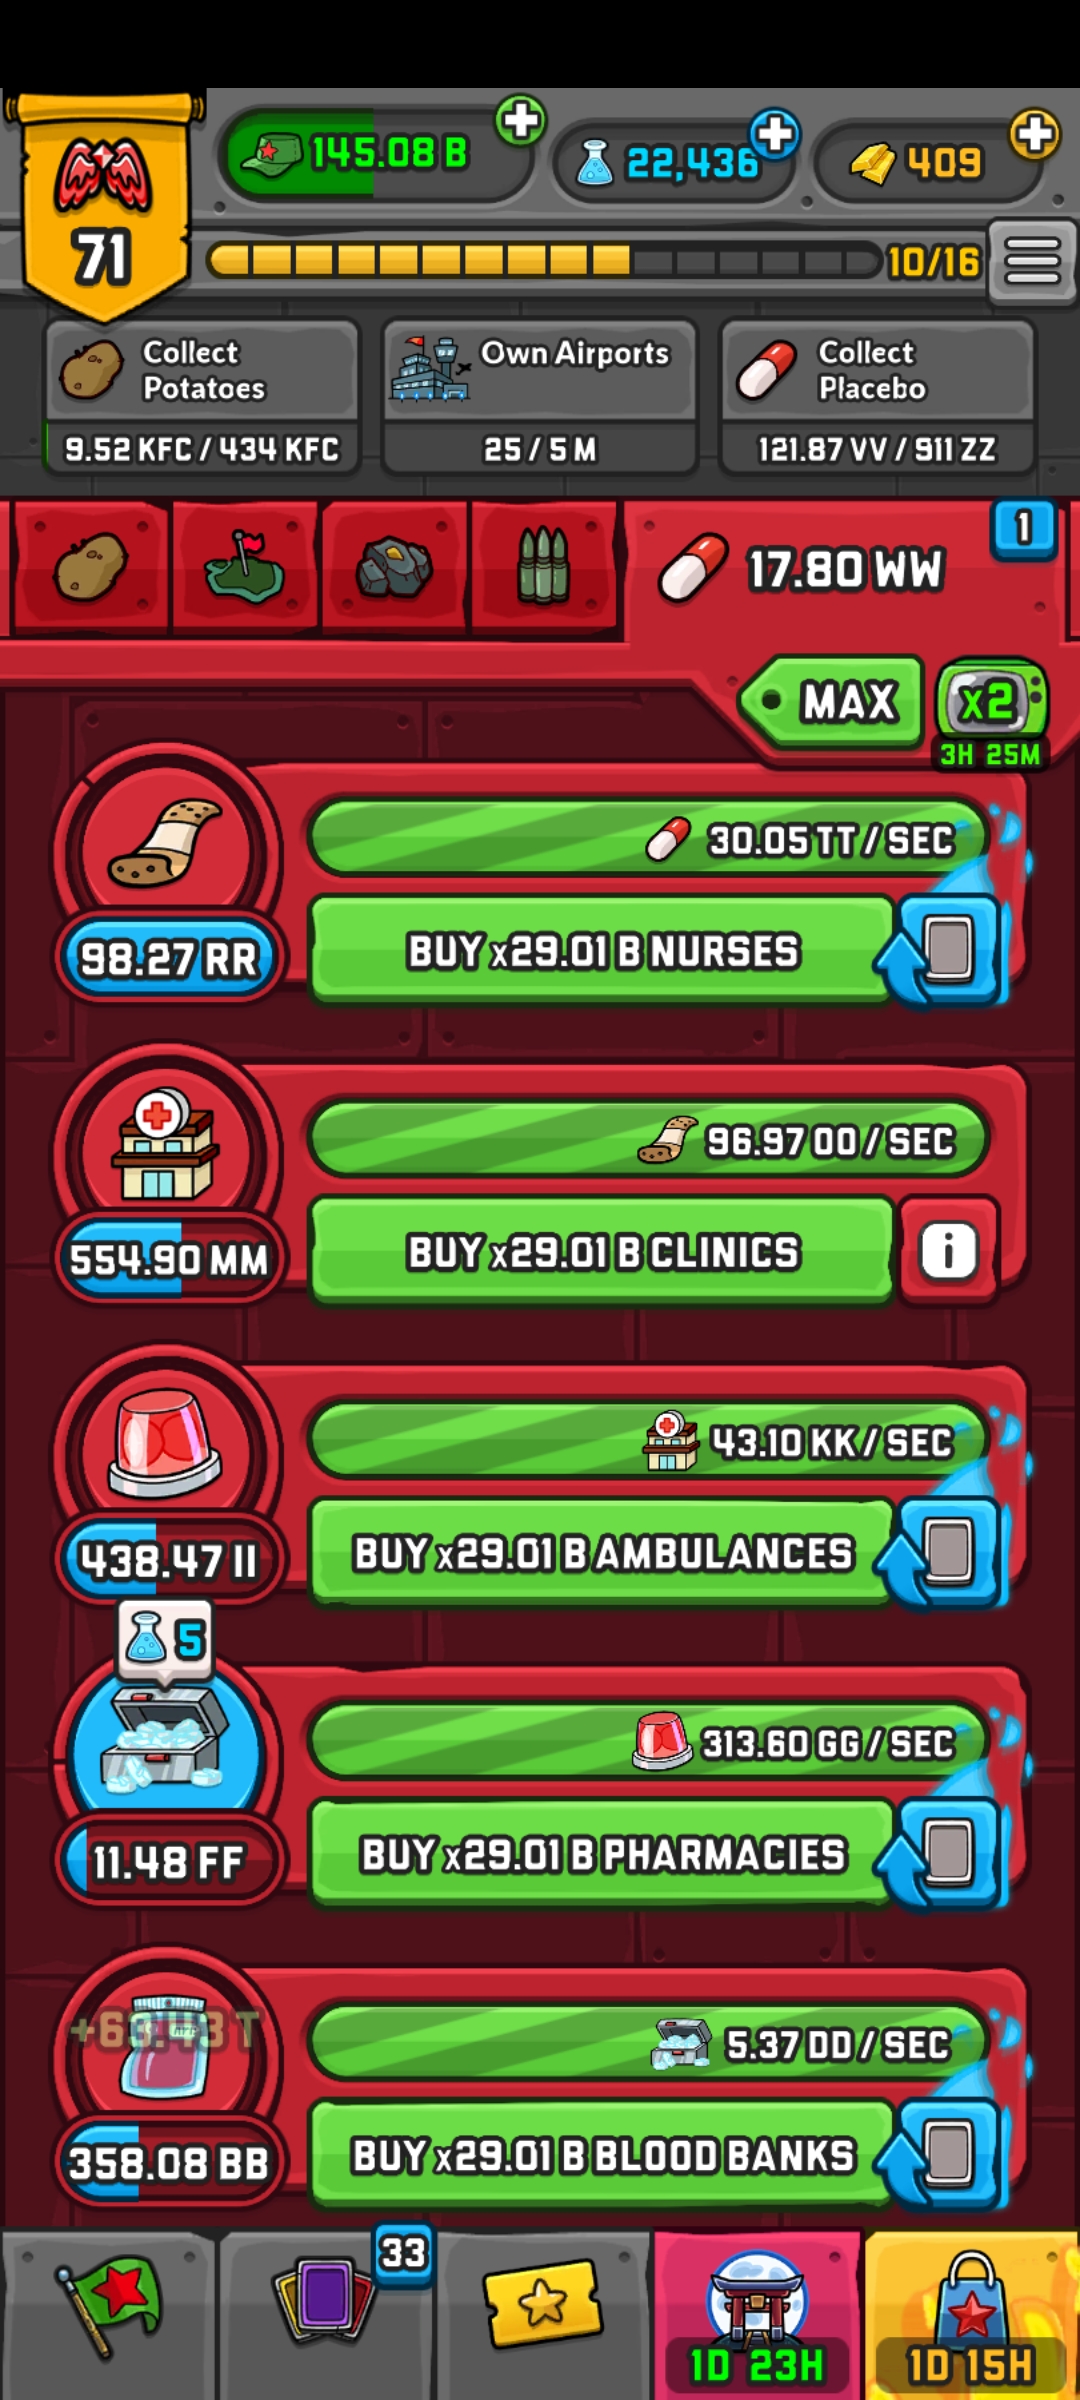 71
145.08 B
22,436
409
10/16
Collect
Potatoes
9.52 KFC / 434 KFC
Own Airports
25 / 5 M
Collect
Placebo
121.87 VV / 911 ZZ
17.80 WW
1
MAX
x2
3H 25M
30.05 TT / SEC
98.27 RR
BUY x29.01 B NURSES
96.97 OO / SEC
554.90 MM
BUY x29.01 B CLINICS
i
43.10 KK / SEC
438.47 II
BUY x29.01 B AMBULANCES
5
313.60 GG / SEC
11.48 FF
BUY x29.01 B PHARMACIES
5.37 DD / SEC
358.08 BB
BUY x29.01 B BLOOD BANKS
33
1D 23H
1D 15H